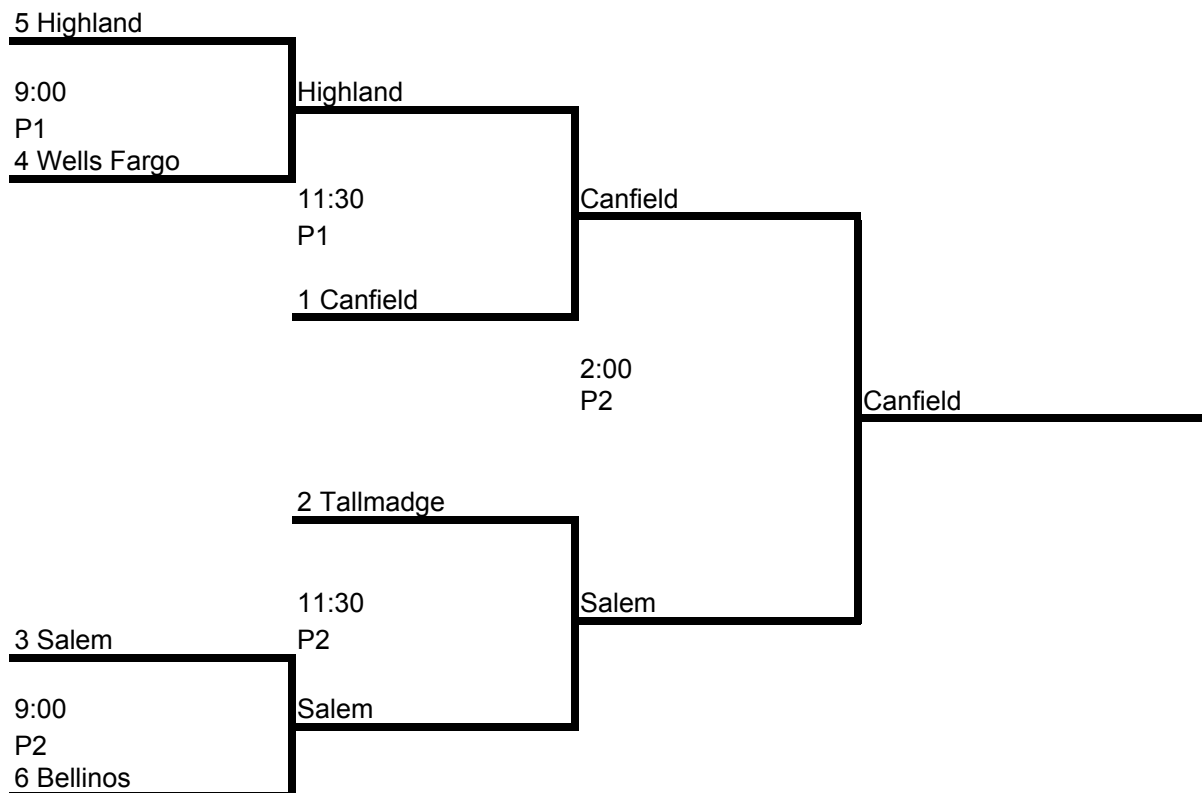 5 Highland
9:00
P1
4 Wells Fargo
Highland
11:30
P1
1 Canfield
Canfield
2:00
P2
Canfield
2 Tallmadge
11:30
P2
Salem
3 Salem
9:00
P2
6 Bellinos
Salem